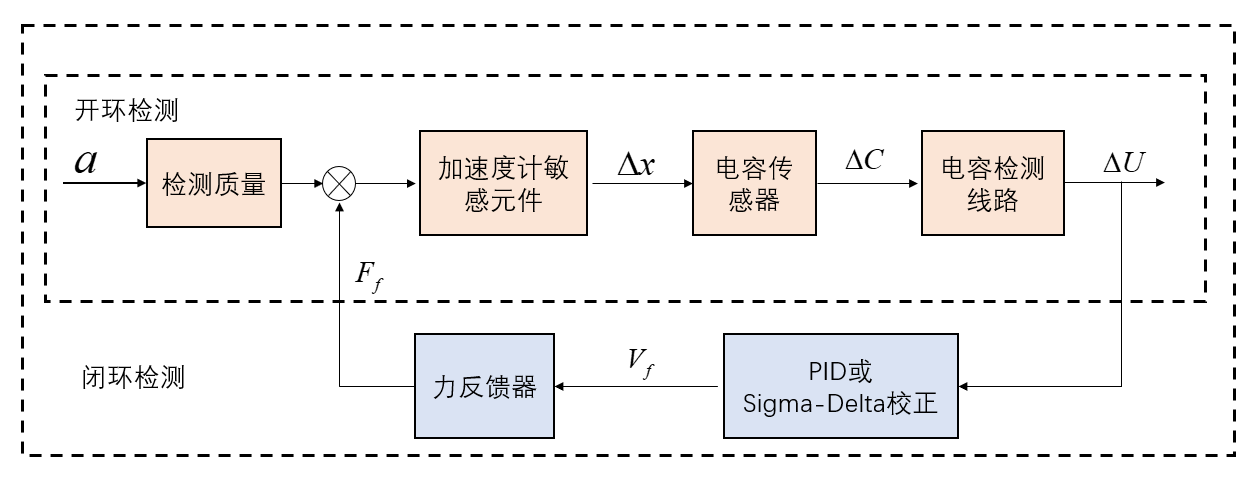 开环检测
a
检测质量
加速度计敏
感元件
Δx
电容传
感器
ΔC
电容检测
线路
ΔU
F_f
闭环检测
力反馈器
V_f
PID或
Sigma-Delta校正